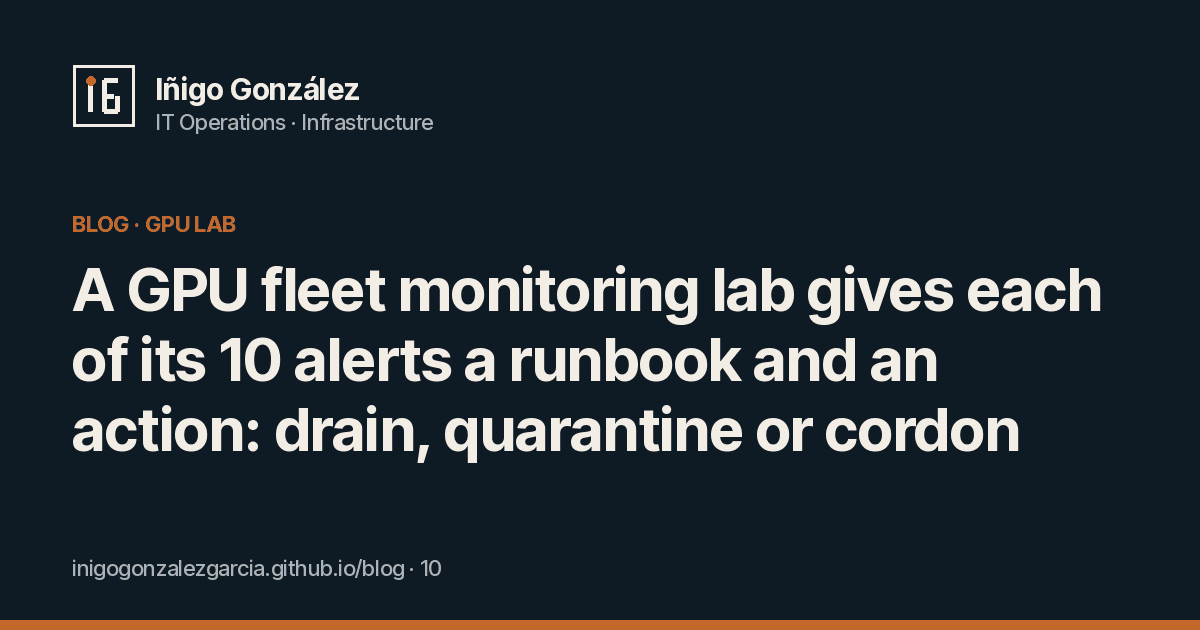 iG
Iñigo González
IT Operations · Infrastructure
BLOG · GPU LAB
A GPU fleet monitoring lab gives each
of its 10 alerts a runbook and an
action: drain, quarantine or cordon
inigogonzalezgarcia.github.io/blog · 10